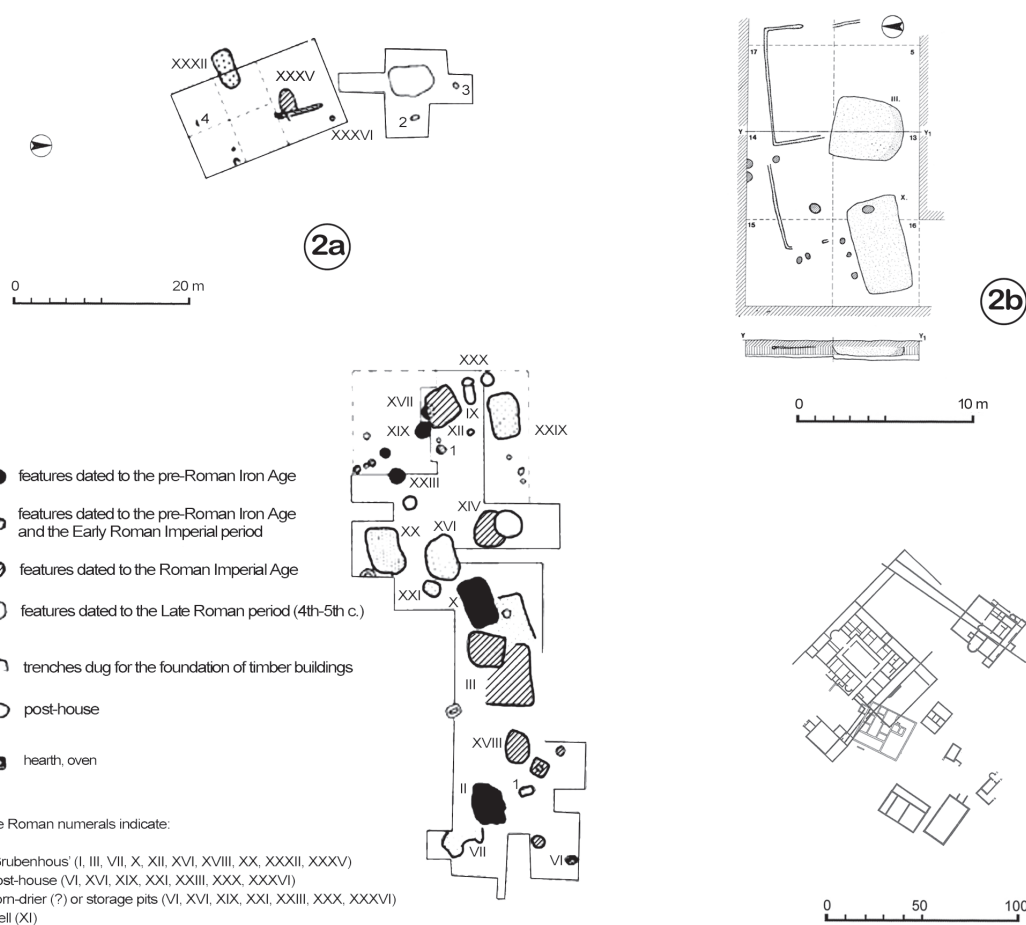 XXXII
XXXV
XXXVI
4
3
2
2a
0 20 m
17
5
III.
Y
Y1
14
13
X.
15
16
2b
Y
Y1
0 10 m
XXX
XVII
IX
XIX
XII
XXIX
1
XXIII
XIV
XX
XVI
XXI
X
III
XVIII
II
1
VII
VI
features dated to the pre-Roman Iron Age
features dated to the pre-Roman Iron Age
and the Early Roman Imperial period
features dated to the Roman Imperial Age
features dated to the Late Roman period (4th-5th c.)
trenches dug for the foundation of timber buildings
post-house
hearth, oven
e Roman numerals indicate:
rubenhous' (I, III, VII, X, XII, XVI, XVIII, XX, XXXII, XXXV)
ost-house (VI, XVI, XIX, XXI, XXIII, XXX, XXXVI)
orn-drier (?) or storage pits (VI, XVI, XIX, XXI, XXIII, XXX, XXXVI)
ell (XI)
0 50 100